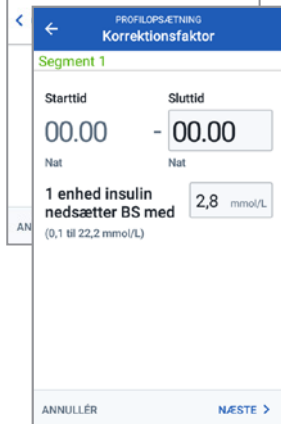 PROFILOPSÆTNING
Korrektionsfaktor
Segment 1
Starttid Sluttid
00.00 - 00.00
Nat Nat
1 enhed insulin
nedsætter BS med
2,8 mmol/L
(0,1 til 22,2 mmol/L)
AN
ANNULLÉR NÆSTE